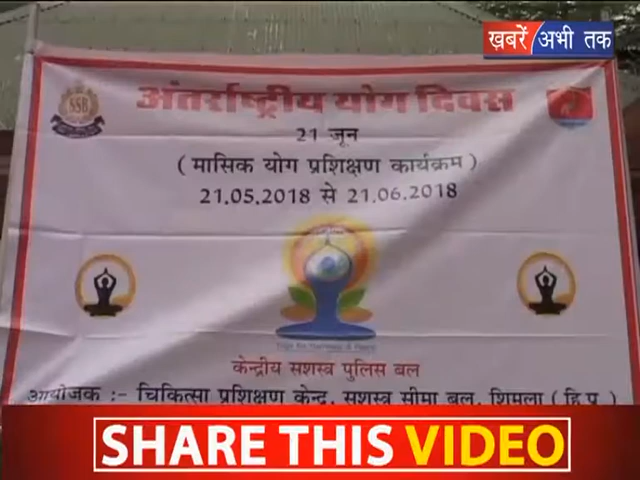 ख़बरें अभी तक
SSB
अंतर्राष्ट्रीय योग दिवस
21 जून
( मासिक योग प्रशिक्षण कार्यक्रम )
21.05.2018 से 21.06.2018
केन्द्रीय सशस्त्र पुलिस बल
आयोजक :- चिकित्सा प्रशिक्षण केन्द्र, सशस्त्र सीमा बल, शिमला ( हि.प्र. )
SHARE THIS VIDEO